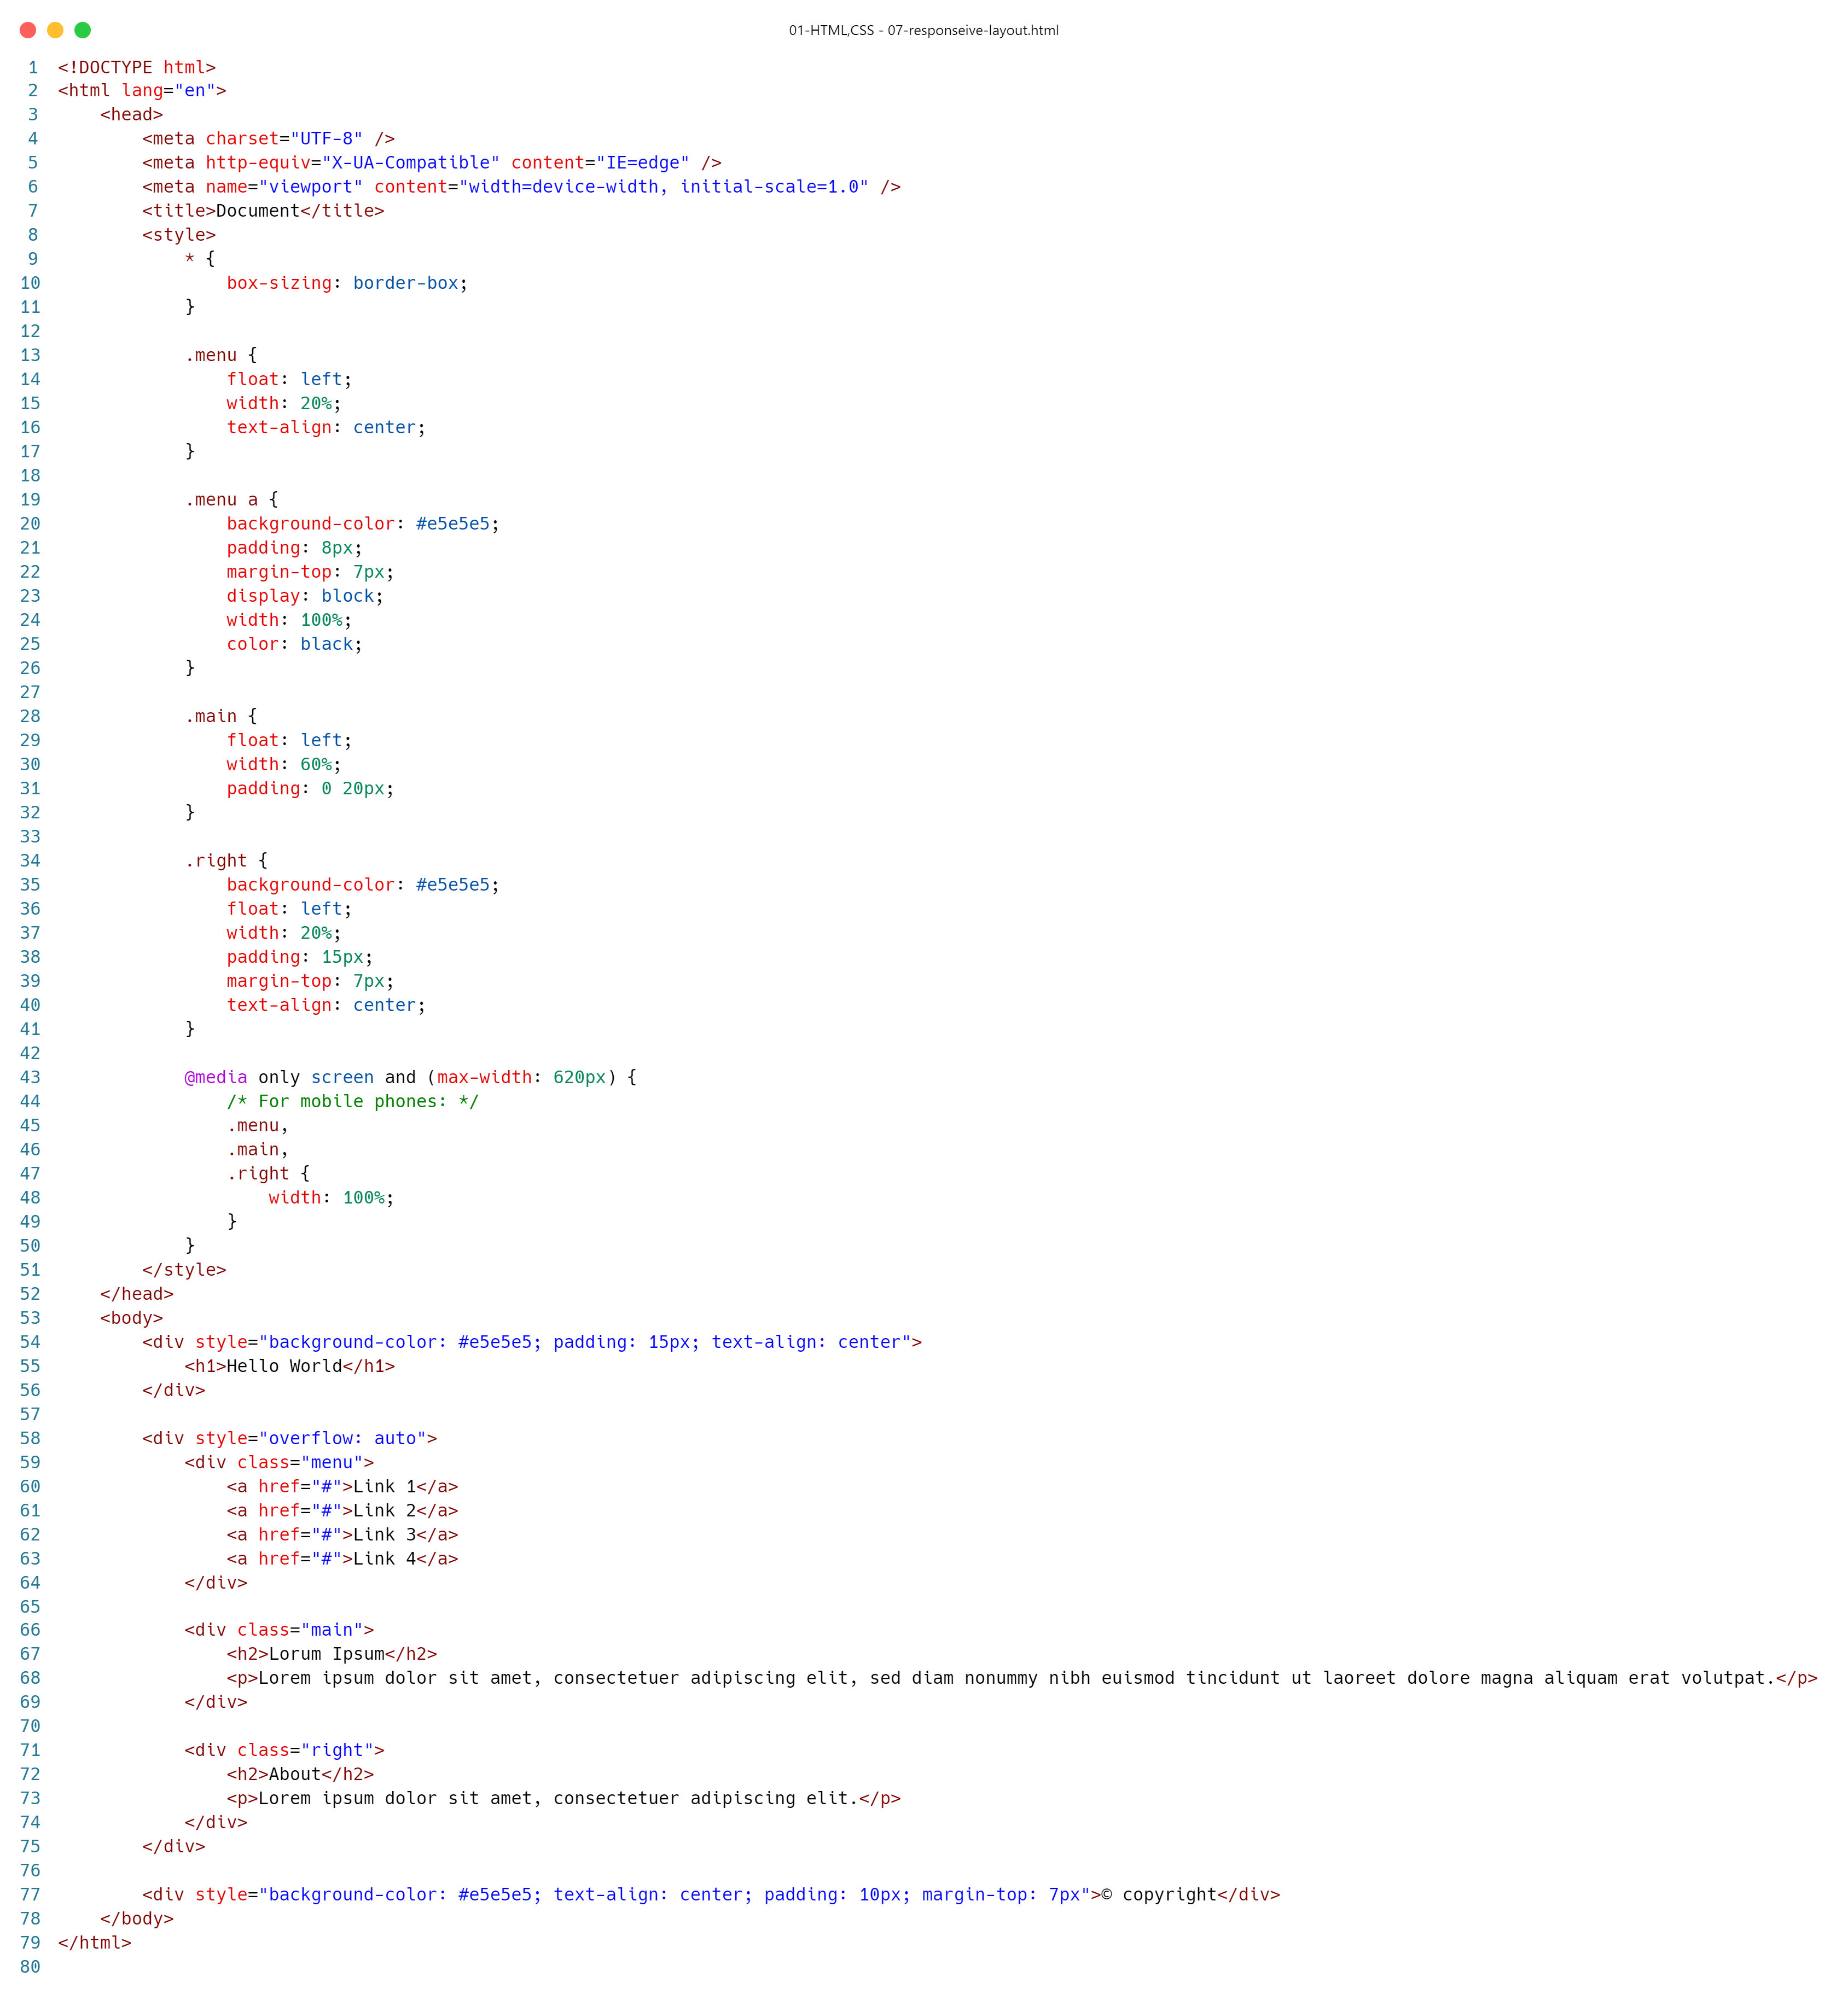 01-HTML,CSS - 07-responseive-layout.html
1 <!DOCTYPE html>
2 <html lang="en">
3     <head>
4         <meta charset="UTF-8" />
5         <meta http-equiv="X-UA-Compatible" content="IE=edge" />
6         <meta name="viewport" content="width=device-width, initial-scale=1.0" />
7         <title>Document</title>
8         <style>
9             * {
10                 box-sizing: border-box;
11             }
12
13             .menu {
14                 float: left;
15                 width: 20%;
16                 text-align: center;
17             }
18
19             .menu a {
20                 background-color: #e5e5e5;
21                 padding: 8px;
22                 margin-top: 7px;
23                 display: block;
24                 width: 100%;
25                 color: black;
26             }
27
28             .main {
29                 float: left;
30                 width: 60%;
31                 padding: 0 20px;
32             }
33
34             .right {
35                 background-color: #e5e5e5;
36                 float: left;
37                 width: 20%;
38                 padding: 15px;
39                 margin-top: 7px;
40                 text-align: center;
41             }
42
43             @media only screen and (max-width: 620px) {
44                 /* For mobile phones: */
45                 .menu,
46                 .main,
47                 .right {
48                     width: 100%;
49                 }
50             }
51         </style>
52     </head>
53     <body>
54         <div style="background-color: #e5e5e5; padding: 15px; text-align: center">
55             <h1>Hello World</h1>
56         </div>
57
58         <div style="overflow: auto">
59             <div class="menu">
60                 <a href="#">Link 1</a>
61                 <a href="#">Link 2</a>
62                 <a href="#">Link 3</a>
63                 <a href="#">Link 4</a>
64             </div>
65
66             <div class="main">
67                 <h2>Lorum Ipsum</h2>
68                 <p>Lorem ipsum dolor sit amet, consectetuer adipiscing elit, sed diam nonummy nibh euismod tincidunt ut laoreet dolore magna aliquam erat volutpat.</p>
69             </div>
70
71             <div class="right">
72                 <h2>About</h2>
73                 <p>Lorem ipsum dolor sit amet, consectetuer adipiscing elit.</p>
74             </div>
75         </div>
76
77         <div style="background-color: #e5e5e5; text-align: center; padding: 10px; margin-top: 7px">© copyright</div>
78     </body>
79 </html>
80